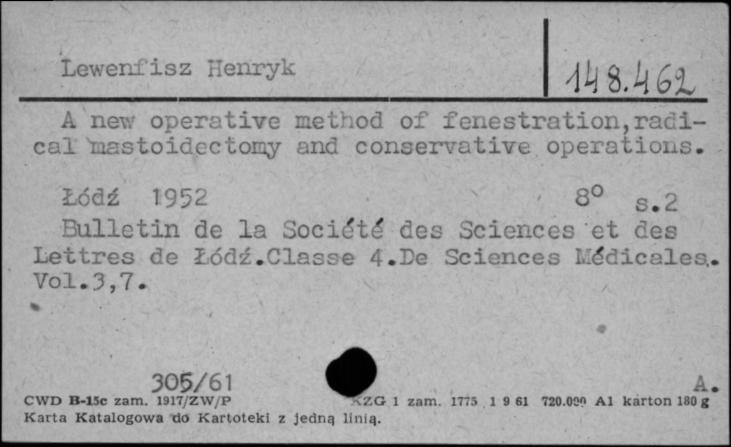 Lewenfisz Henryk
148.462
A new operative method of fenestration,radi-
cal mastoidectomy and conservative operations.
Łódź 1952 8° s.2
Bulletin de la Société des Sciences et des
Lettres de Łódź.Classe 4.De Sciences Médicales.
Vol.3,7.
305/61 A.
CWD B-15c zam. 1917/ZW/P KZG 1 zam. 1775 1 9 61 720.000 A1 karton 180 g
Karta Katalogowa do Kartoteki z jedną linią.